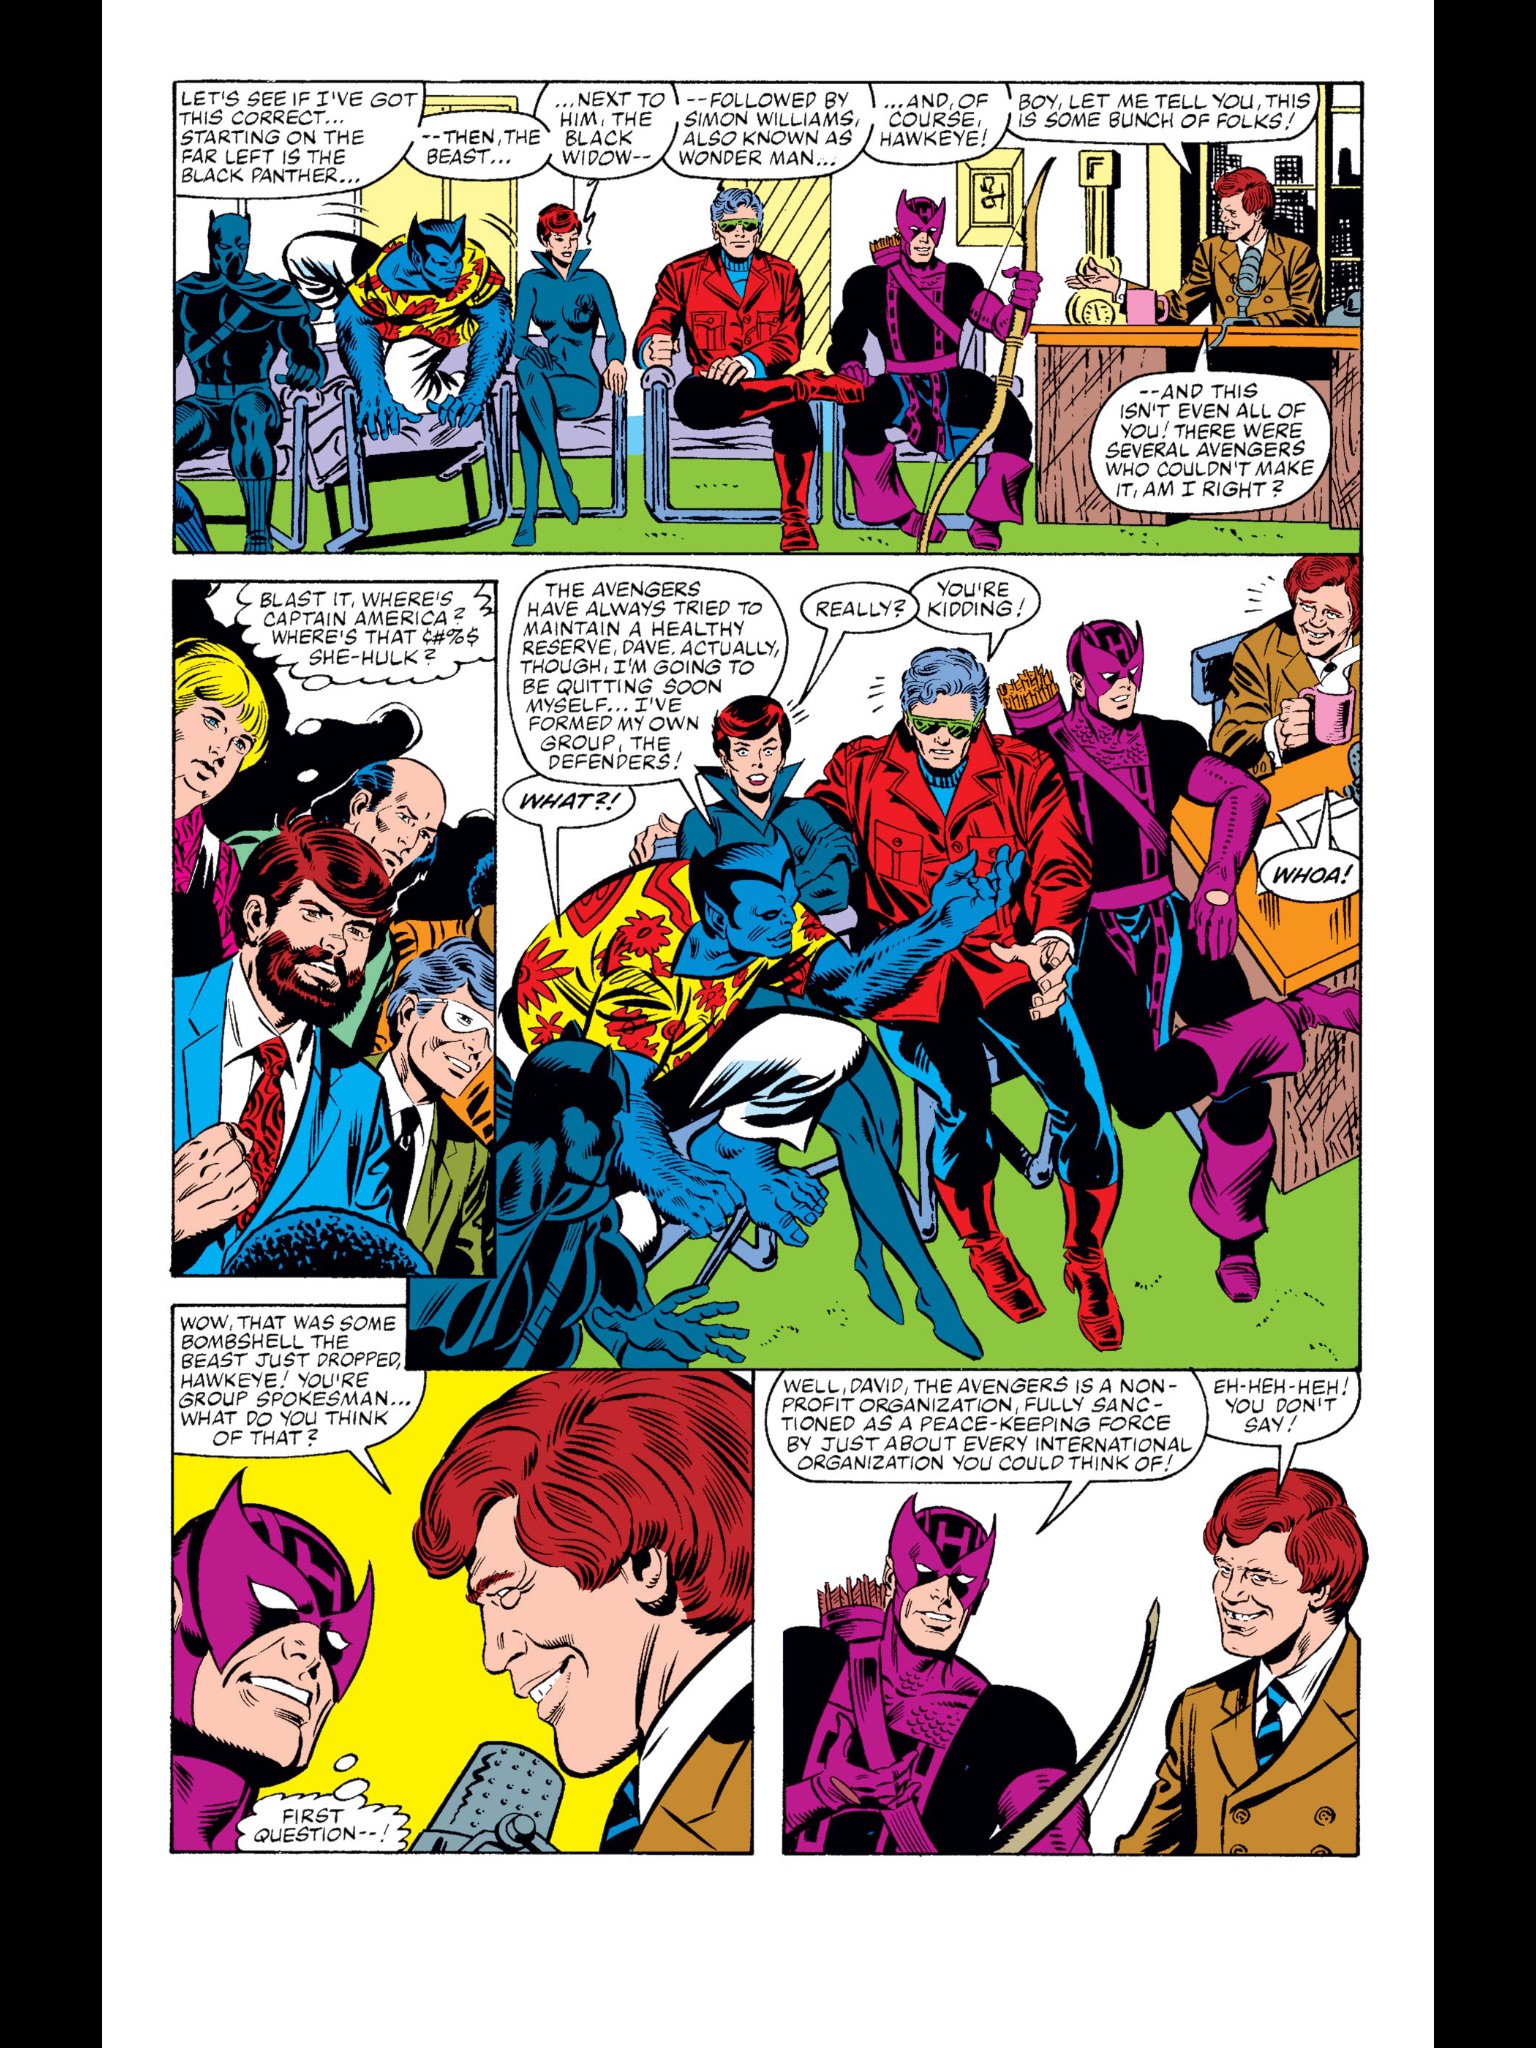 LET'S SEE IF I'VE GOT
THIS CORRECT...
STARTING ON THE
FAR LEFT IS THE
BLACK PANTHER...
--THEN, THE
BEAST...
...NEXT TO
HIM, THE
BLACK
WIDOW--
--FOLLOWED BY
SIMON WILLIAMS,
ALSO KNOWN AS
WONDER MAN...
...AND, OF
COURSE,
HAWKEYE!
BOY, LET ME TELL YOU, THIS
IS SOME BUNCH OF FOLKS!
F
--AND THIS
ISN'T EVEN ALL OF
YOU! THERE WERE
SEVERAL AVENGERS
WHO COULDN'T MAKE
IT, AM I RIGHT?
BLAST IT, WHERE'S
CAPTAIN AMERICA?
WHERE'S THAT ¢#%$
SHE-HULK?
THE AVENGERS
HAVE ALWAYS TRIED TO
MAINTAIN A HEALTHY
RESERVE, DAVE. ACTUALLY,
THOUGH, I'M GOING TO
BE QUITTING SOON
MYSELF... I'VE
FORMED MY OWN
GROUP, THE
DEFENDERS!
WHAT?!
REALLY?
YOU'RE
KIDDING!
H
WHOA!
WOW, THAT WAS SOME
BOMBSHELL THE
BEAST JUST DROPPED,
HAWKEYE! YOU'RE
GROUP SPOKESMAN...
WHAT DO YOU THINK
OF THAT?
H
FIRST
QUESTION--!
WELL, DAVID, THE AVENGERS IS A NON-
PROFIT ORGANIZATION, FULLY SANC-
TIONED AS A PEACE-KEEPING FORCE
BY JUST ABOUT EVERY INTERNATIONAL
ORGANIZATION YOU COULD THINK OF!
EH-HEH-HEH!
YOU DON'T
SAY!
H